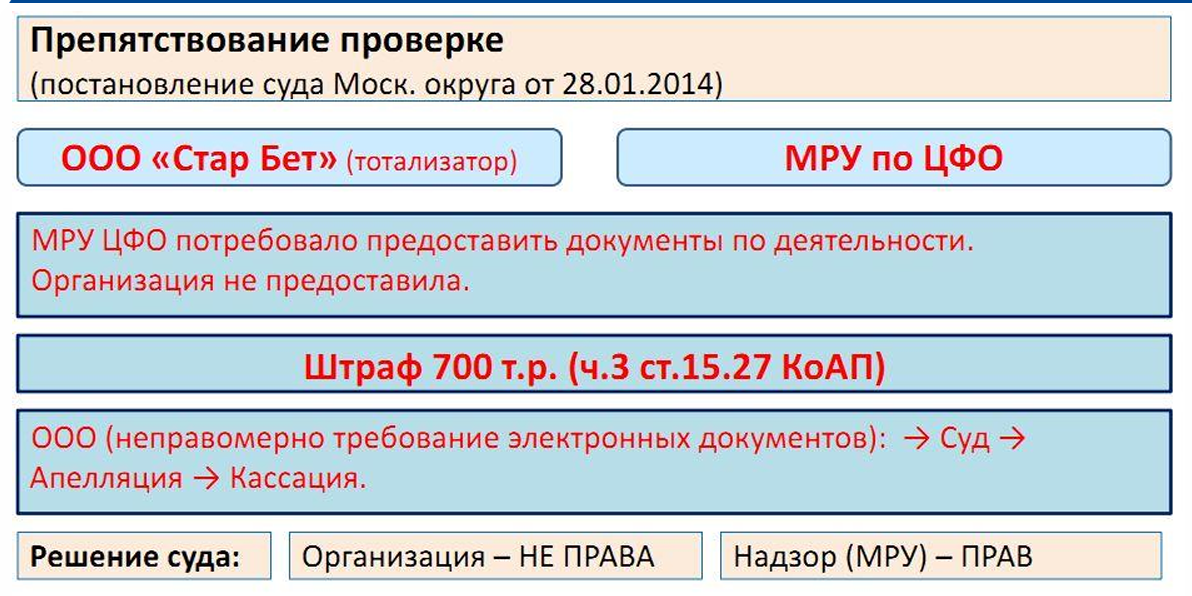 Препятствование проверке
(постановление суда Моск. округа от 28.01.2014)
ООО «Стар Бет» (тотализатор)
МРУ по ЦФО
МРУ ЦФО потребовало предоставить документы по деятельности.
Организация не предоставила.
Штраф 700 т.р. (ч.3 ст.15.27 КоАП)
ООО (неправомерно требование электронных документов): → Суд →
Апелляция → Кассация.
Решение суда:
Организация – НЕ ПРАВА
Надзор (МРУ) – ПРАВ